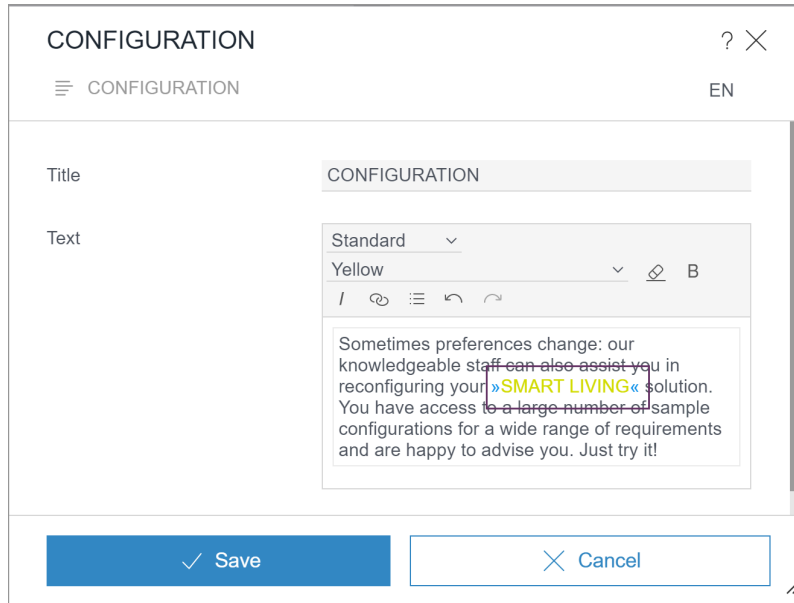 CONFIGURATION ?
CONFIGURATION EN
Title CONFIGURATION
Text Standard
Yellow B
I
Sometimes preferences change: our
knowledgeable staff can also assist you in
reconfiguring your »SMART LIVING« solution.
You have access to a large number of sample
configurations for a wide range of requirements
and are happy to advise you. Just try it!
Save Cancel